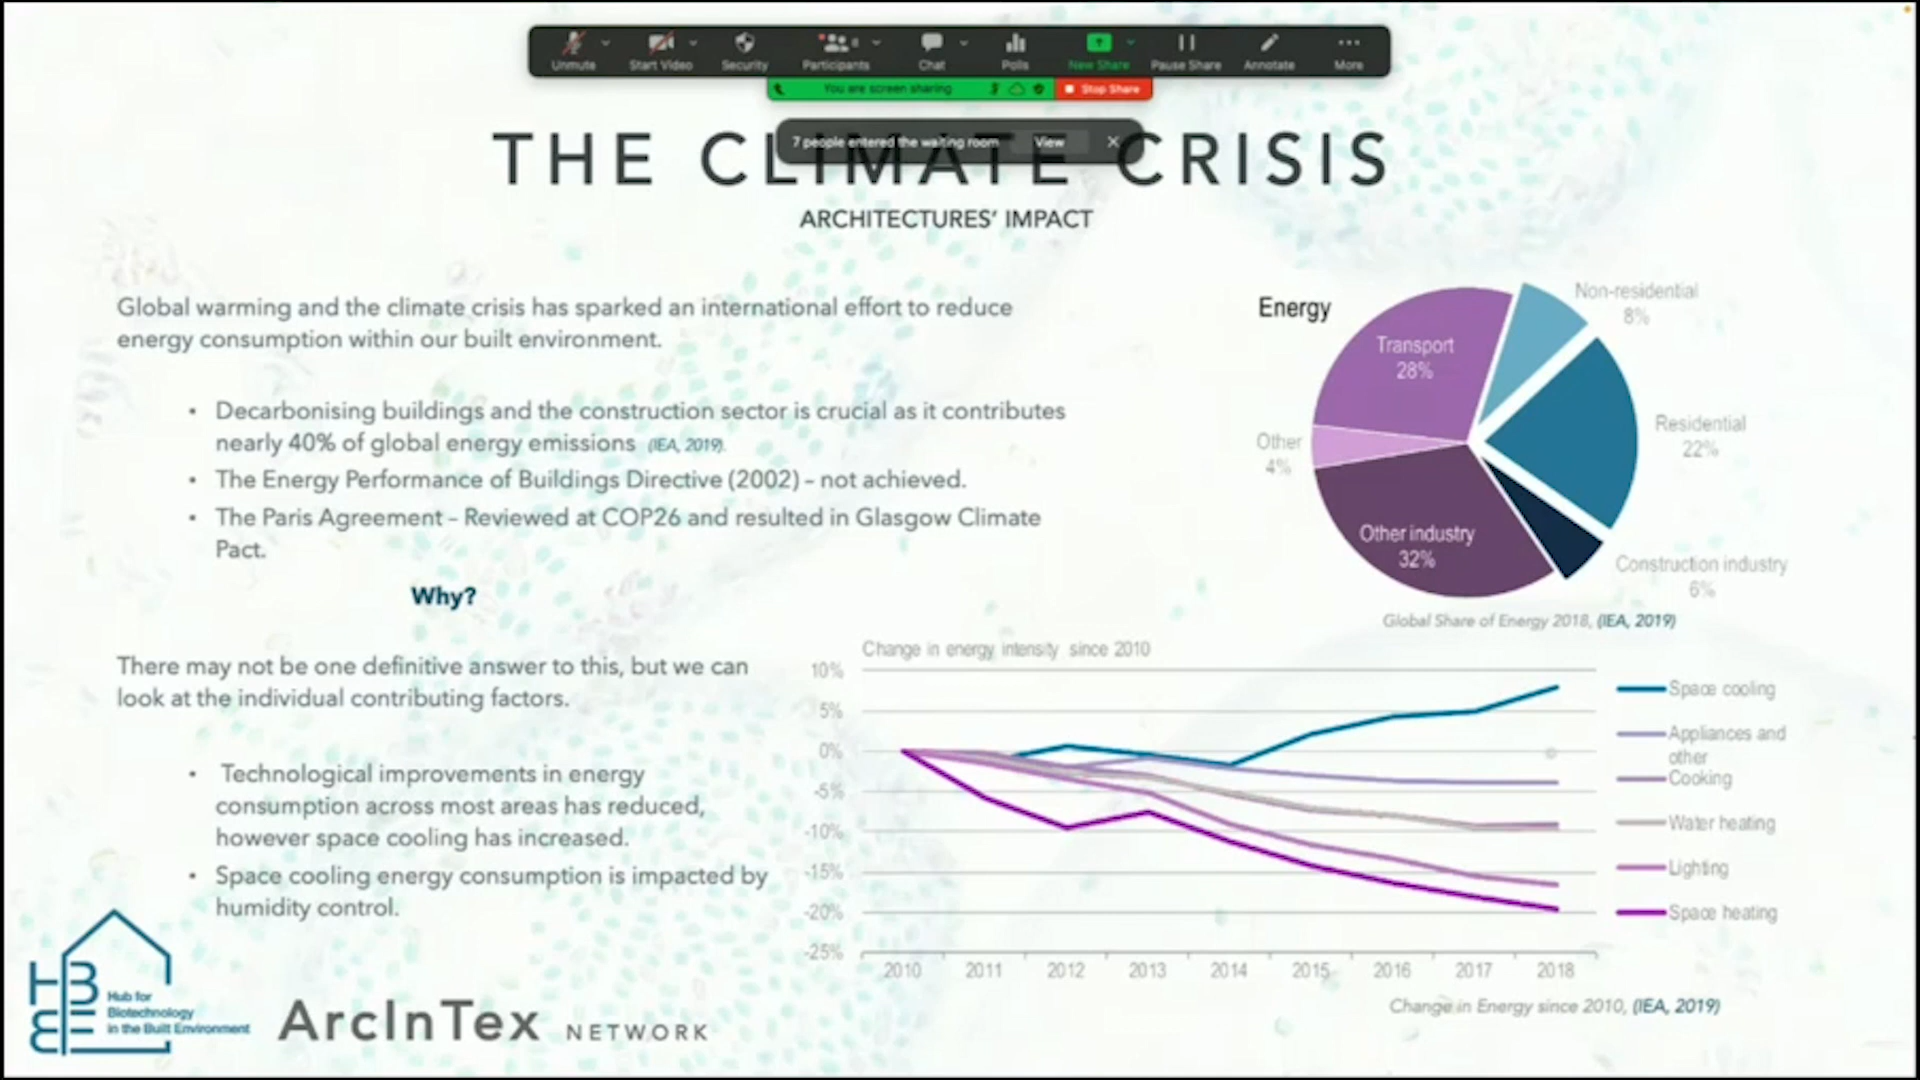 Unmute
Start Video
Security
Participants
6
Chat
Polls
New Share
Pause Share
Annotate
More
You are screen sharing
Stop Share
7 people entered the waiting room
View
THE CLIMATE CRISIS
ARCHITECTURES' IMPACT
Global warming and the climate crisis has sparked an international effort to reduce
energy consumption within our built environment.
• Decarbonising buildings and the construction sector is crucial as it contributes
nearly 40% of global energy emissions (IEA, 2019).
• The Energy Performance of Buildings Directive (2002) – not achieved.
• The Paris Agreement – Reviewed at COP26 and resulted in Glasgow Climate
Pact.
Why?
There may not be one definitive answer to this, but we can
look at the individual contributing factors.
• Technological improvements in energy
consumption across most areas has reduced,
however space cooling has increased.
• Space cooling energy consumption is impacted by
humidity control.
Energy
Non-residential
8%
Transport
28%
Residential
22%
Other
4%
Other industry
32%
Construction industry
6%
Global Share of Energy 2018, (IEA, 2019)
Change in energy intensity since 2010
10%
5%
0%
-5%
-10%
-15%
-20%
-25%
2010
2011
2012
2013
2014
2015
2016
2017
2018
Space cooling
Appliances and
other
Cooking
Water heating
Lighting
Space heating
Change in Energy since 2010, (IEA, 2019)
HBBE
Hub for
Biotechnology
in the Built Environment
ArcInTex NETWORK